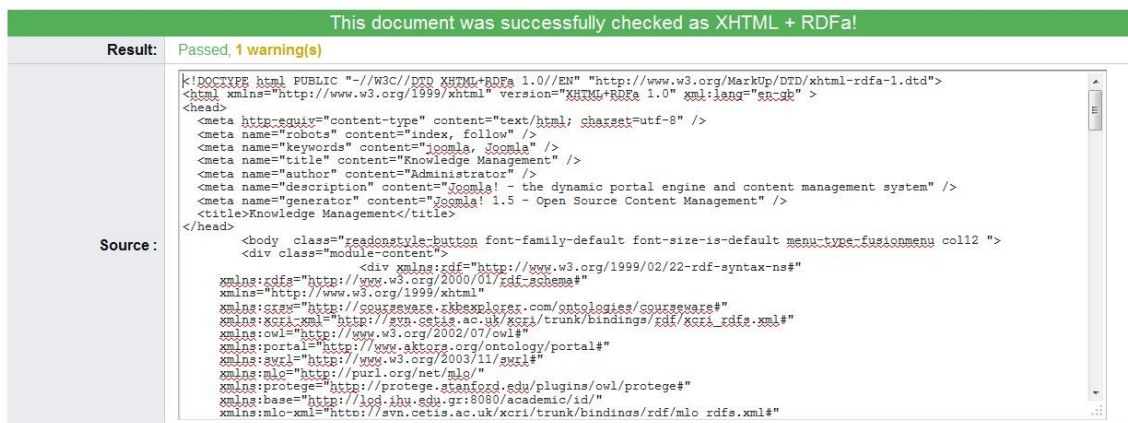 This document was successfully checked as XHTML + RDFa!
Result: Passed, 1 warning(s)
Source :
<!DOCTYPE html PUBLIC "-//W3C//DTD XHTML+RDFa 1.0//EN" "http://www.w3.org/MarkUp/DTD/xhtml-rdfa-1.dtd">
<html xmlns="http://www.w3.org/1999/xhtml" version="XHTML+RDFa 1.0" xml:lang="en-gb" >
<head>
<meta http-equiv="content-type" content="text/html; charset=utf-8" />
<meta name="robots" content="index, follow" />
<meta name="keywords" content="joomla, Joomla" />
<meta name="title" content="Knowledge Management" />
<meta name="author" content="Administrator" />
<meta name="description" content="Joomla! - the dynamic portal engine and content management system" />
<meta name="generator" content="Joomla! 1.5 - Open Source Content Management" />
<title>Knowledge Management</title>
</head>
<body class="readonstyle-button font-family-default font-size-is-default menu-type-fusionmenu col12 ">
<div class="module-content">
<div xmlns:rdf="http://www.w3.org/1999/02/22-rdf-syntax-ns#"
xmlns:rdfs="http://www.w3.org/2000/01/rdf-schema#"
xmlns="http://www.w3.org/1999/xhtml"
xmlns:crsw="http://courseware.rkbexplorer.com/ontologies/courseware#"
xmlns:xcri-xml="http://svn.cetis.ac.uk/xcri/trunk/bindings/rdf/xcri_rdfs.xml#"
xmlns:owl="http://www.w3.org/2002/07/owl#"
xmlns:portal="http://www.aktors.org/ontology/portal#"
xmlns:swrl="http://www.w3.org/2003/11/swrl#"
xmlns:mlo="http://purl.org/net/mlo/"
xmlns:protege="http://protege.stanford.edu/plugins/owl/protege#"
xmlns:base="http://lod.ihu.edu.gr:8080/academic/id/"
xmlns:mlo-xml="http://svn.cetis.ac.uk/xcri/trunk/bindings/rdf/mlo_rdfs.xml#"